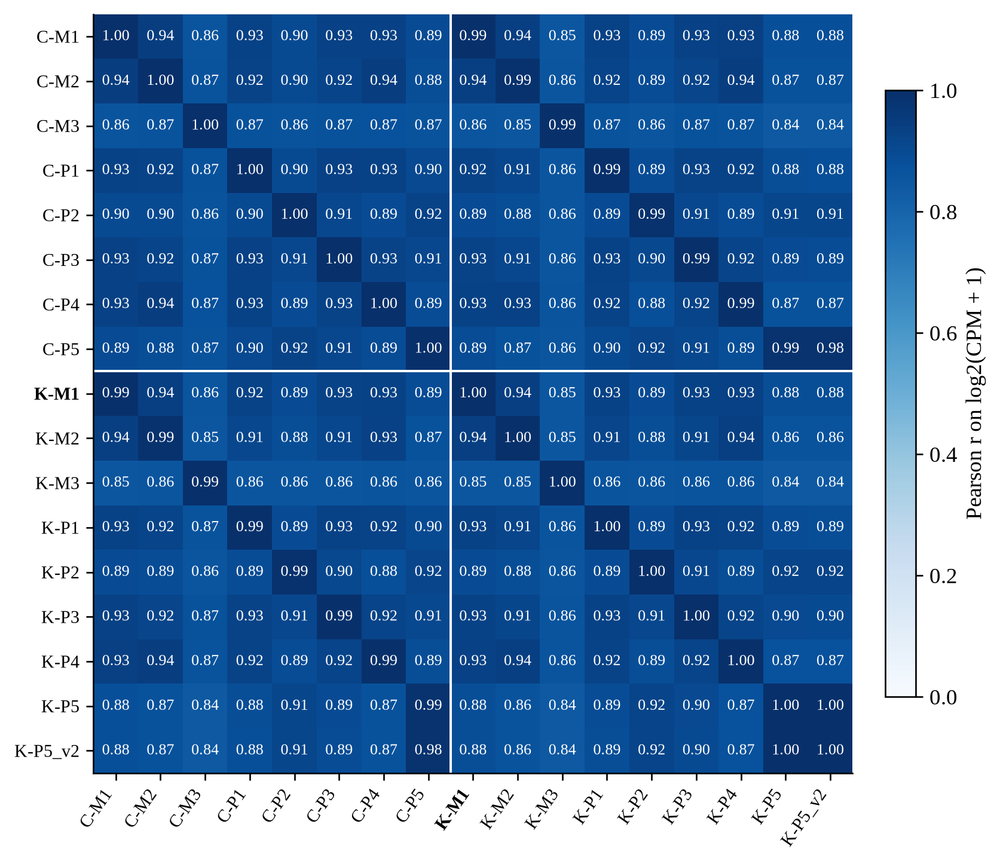 C-M1 1.00 0.94 0.86 0.93 0.90 0.93 0.93 0.89 0.99 0.94 0.85 0.93 0.89 0.93 0.93 0.88 0.88
C-M2 0.94 1.00 0.87 0.92 0.90 0.92 0.94 0.88 0.94 0.99 0.86 0.92 0.89 0.92 0.94 0.87 0.87
C-M3 0.86 0.87 1.00 0.87 0.86 0.87 0.87 0.87 0.86 0.85 0.99 0.87 0.86 0.87 0.87 0.84 0.84
C-P1 0.93 0.92 0.87 1.00 0.90 0.93 0.93 0.90 0.92 0.91 0.86 0.99 0.89 0.93 0.92 0.88 0.88
C-P2 0.90 0.90 0.86 0.90 1.00 0.91 0.89 0.92 0.89 0.88 0.86 0.89 0.99 0.91 0.89 0.91 0.91
C-P3 0.93 0.92 0.87 0.93 0.91 1.00 0.93 0.91 0.93 0.91 0.86 0.93 0.90 0.99 0.92 0.89 0.89
C-P4 0.93 0.94 0.87 0.93 0.89 0.93 1.00 0.89 0.93 0.93 0.86 0.92 0.88 0.92 0.99 0.87 0.87
C-P5 0.89 0.88 0.87 0.90 0.92 0.91 0.89 1.00 0.89 0.87 0.86 0.90 0.92 0.91 0.89 0.99 0.98
K-M1 0.99 0.94 0.86 0.92 0.89 0.93 0.93 0.89 1.00 0.94 0.85 0.93 0.89 0.93 0.93 0.88 0.88
K-M2 0.94 0.99 0.85 0.91 0.88 0.91 0.93 0.87 0.94 1.00 0.85 0.91 0.88 0.91 0.94 0.86 0.86
K-M3 0.85 0.86 0.99 0.86 0.86 0.86 0.86 0.86 0.85 0.85 1.00 0.86 0.86 0.86 0.86 0.84 0.84
K-P1 0.93 0.92 0.87 0.99 0.89 0.93 0.92 0.90 0.93 0.91 0.86 1.00 0.89 0.93 0.92 0.89 0.89
K-P2 0.89 0.89 0.86 0.89 0.99 0.90 0.88 0.92 0.89 0.88 0.86 0.89 1.00 0.91 0.89 0.92 0.92
K-P3 0.93 0.92 0.87 0.93 0.91 0.99 0.92 0.91 0.93 0.91 0.86 0.93 0.91 1.00 0.92 0.90 0.90
K-P4 0.93 0.94 0.87 0.92 0.89 0.92 0.99 0.89 0.93 0.94 0.86 0.92 0.89 0.92 1.00 0.87 0.87
K-P5 0.88 0.87 0.84 0.88 0.91 0.89 0.87 0.99 0.88 0.86 0.84 0.89 0.92 0.90 0.87 1.00 1.00
K-P5_v2 0.88 0.87 0.84 0.88 0.91 0.89 0.87 0.98 0.88 0.86 0.84 0.89 0.92 0.90 0.87 1.00 1.00
C-M1 C-M2 C-M3 C-P1 C-P2 C-P3 C-P4 C-P5 K-M1 K-M2 K-M3 K-P1 K-P2 K-P3 K-P4 K-P5 K-P5_v2
1.0
0.8
0.6
0.4
0.2
0.0
Pearson r on log2(CPM + 1)